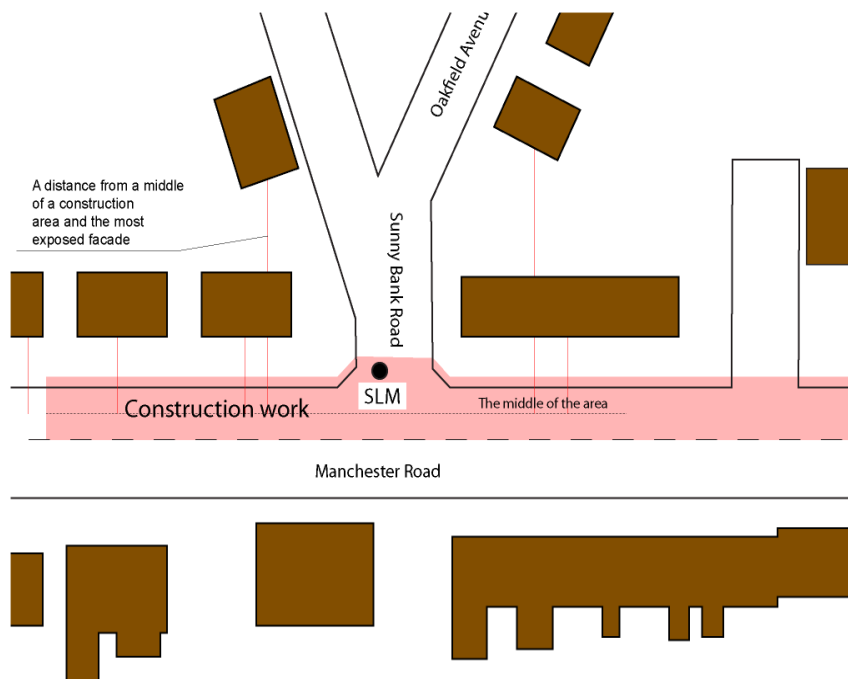 Oakfield Avenu
A distance from a middle
of a construction
area and the most
exposed facade
Sunny Bank Road
SLM
Construction work
The middle of the area
Manchester Road